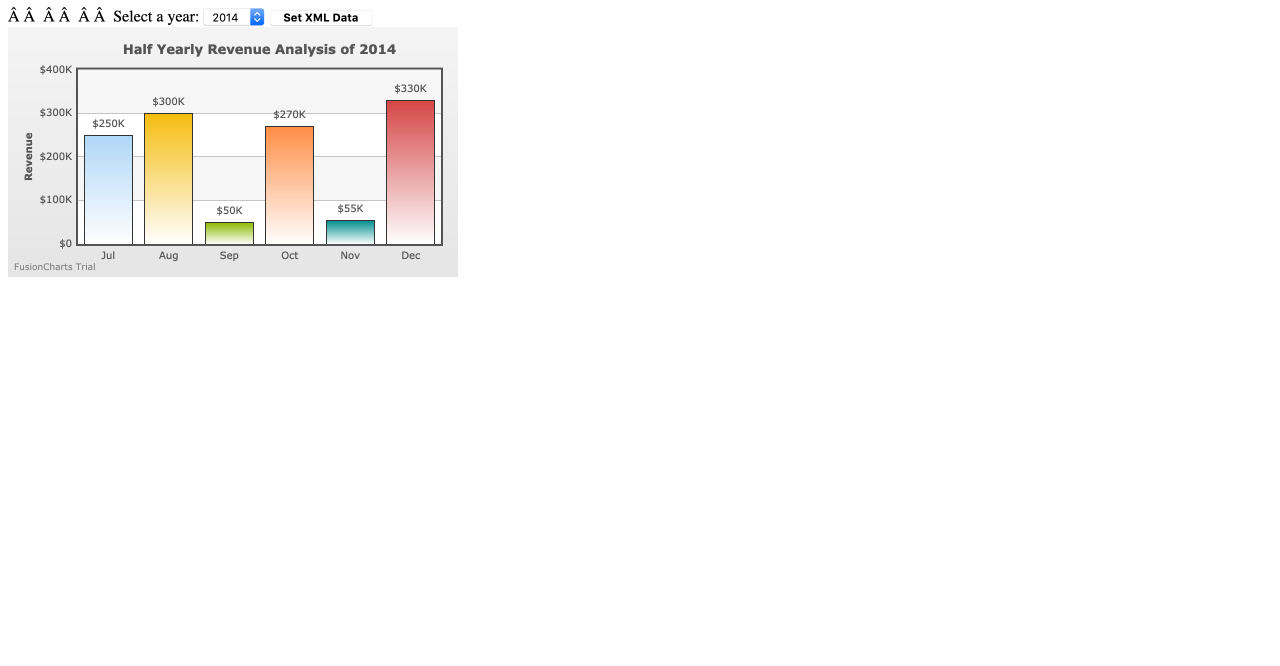 Â Â  Â Â  Â Â  Select a year: 2014 Set XML Data
Half Yearly Revenue Analysis of 2014
Revenue
$400K
$300K
$200K
$100K
$0
$250K
$300K
$50K
$270K
$55K
$330K
Jul Aug Sep Oct Nov Dec
FusionCharts Trial